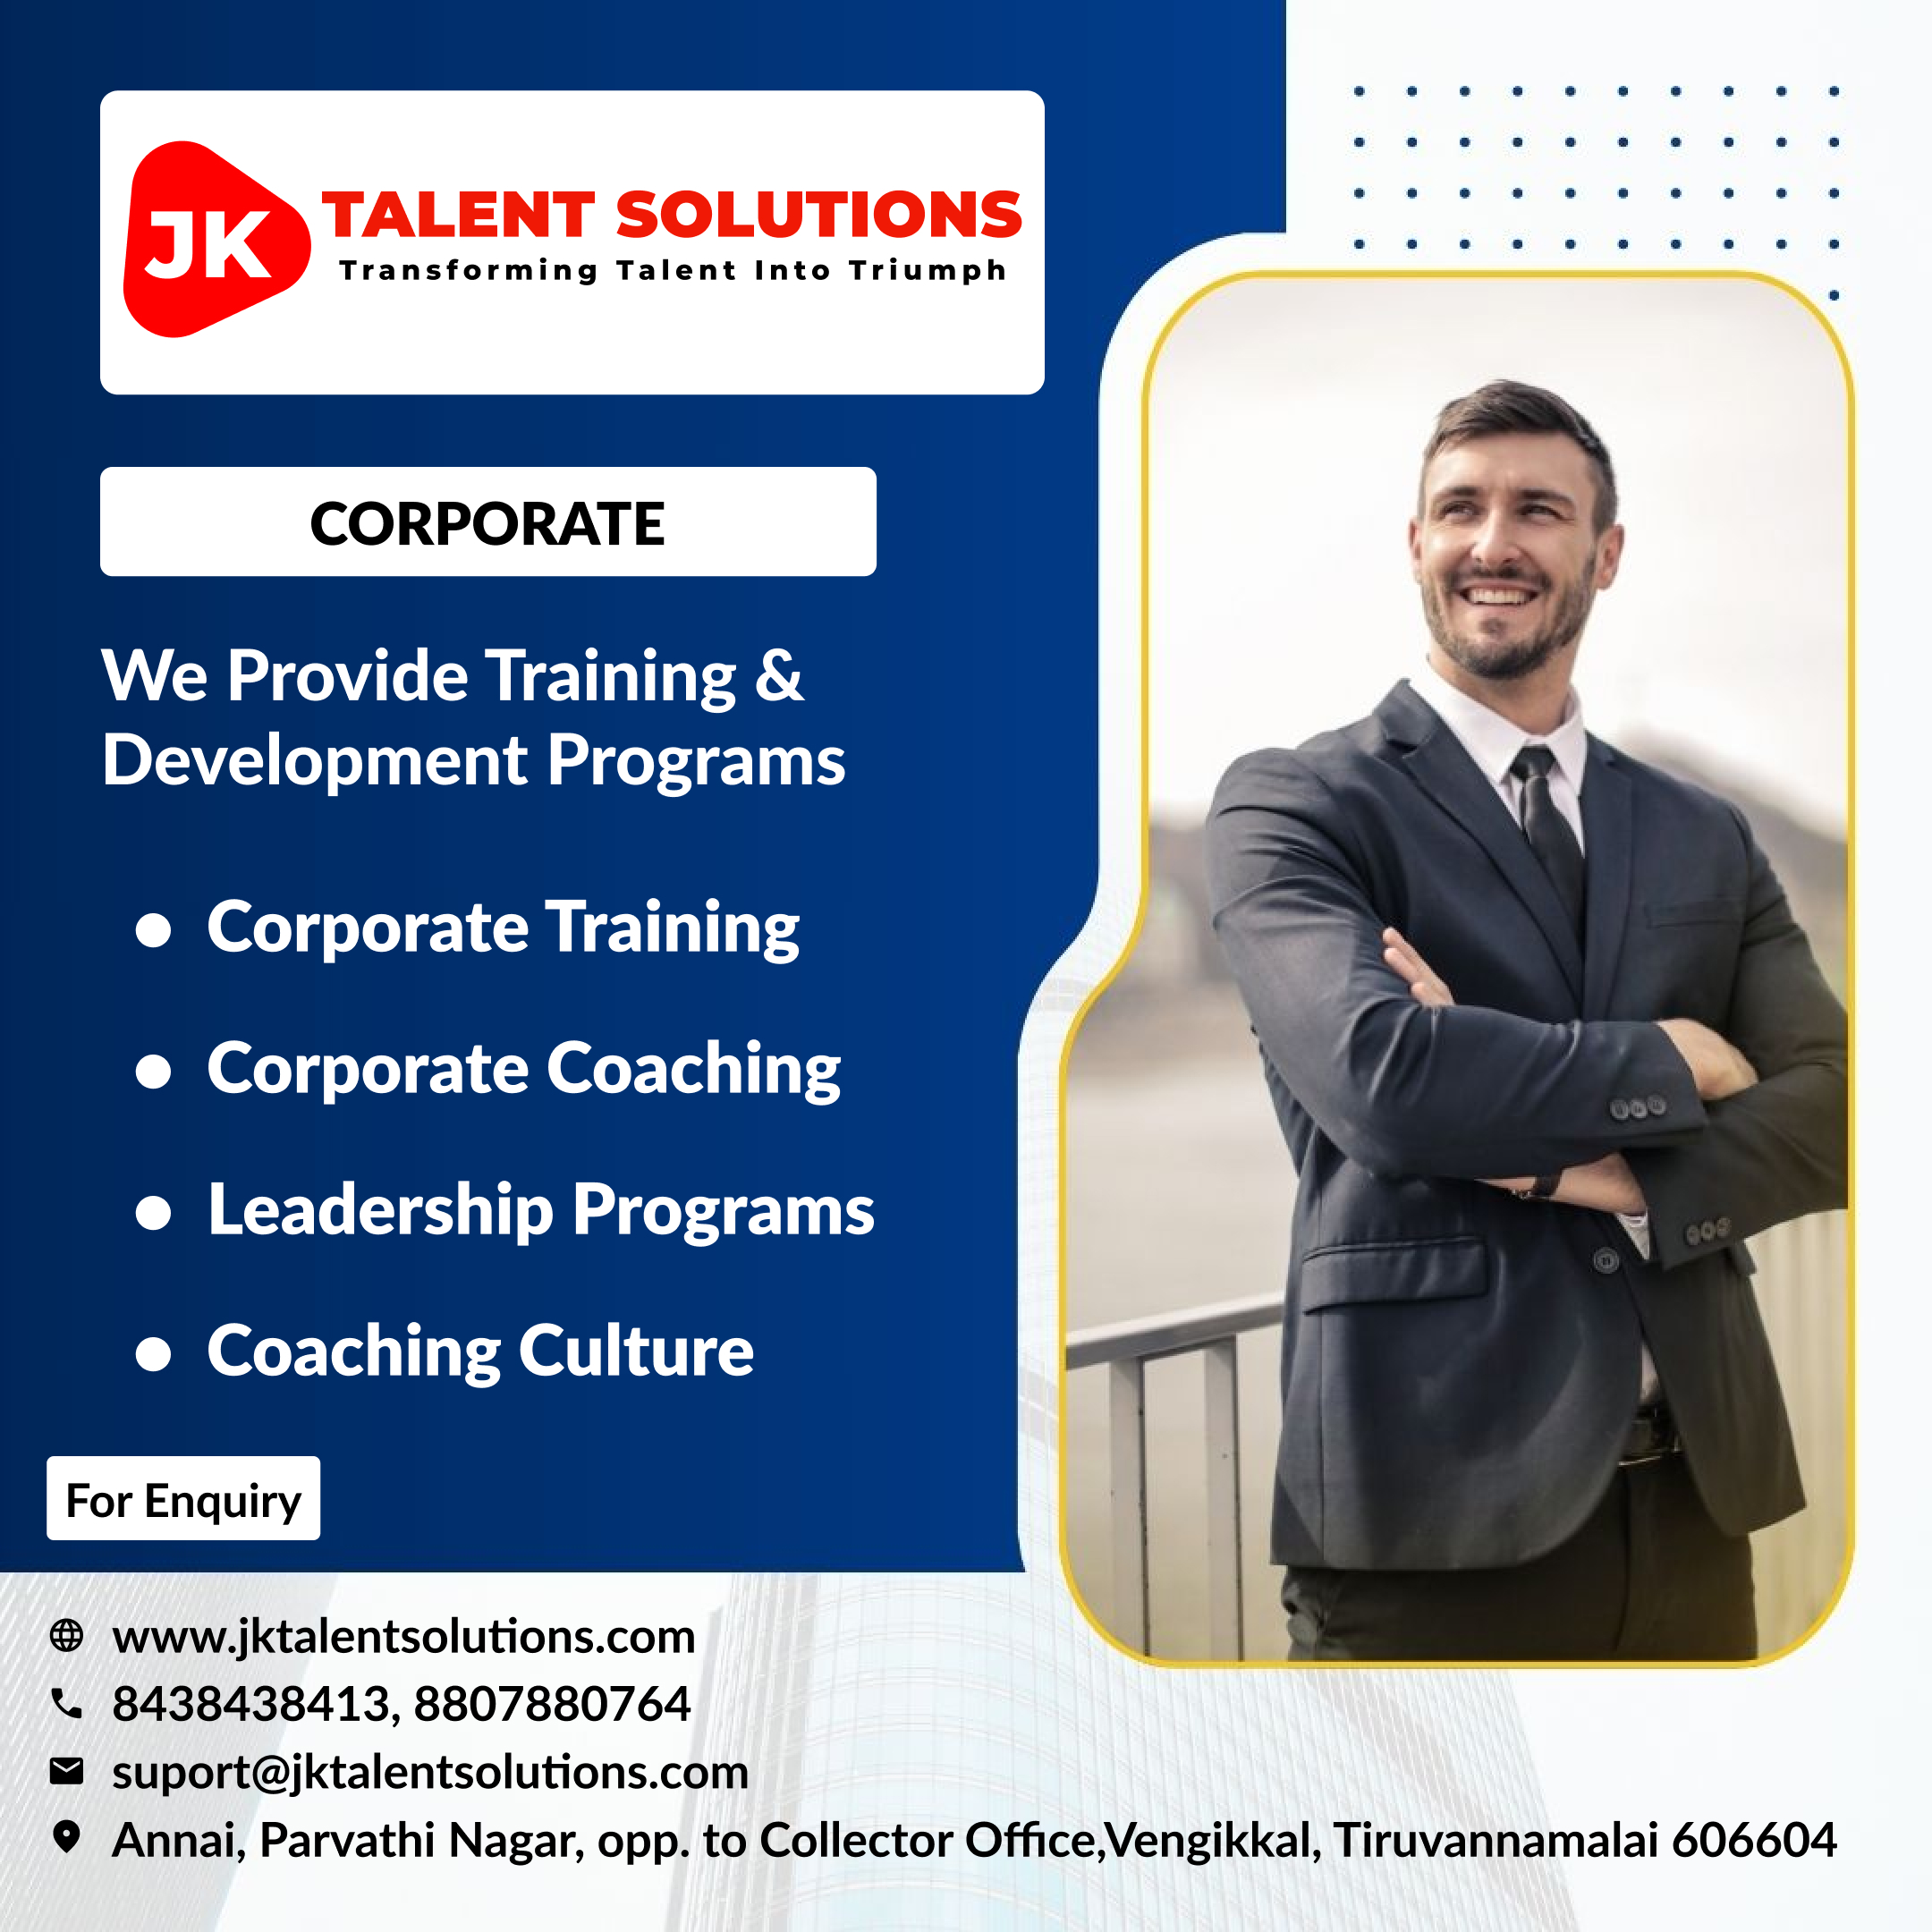 JK
TALENT SOLUTIONS
Transforming Talent Into Triumph
CORPORATE
We Provide Training &
Development Programs
● Corporate Training
● Corporate Coaching
● Leadership Programs
● Coaching Culture
For Enquiry
www.jktalentsolutions.com
8438438413, 8807880764
suport@jktalentsolutions.com
Annai, Parvathi Nagar, opp. to Collector Office,Vengikkal, Tiruvannamalai 606604